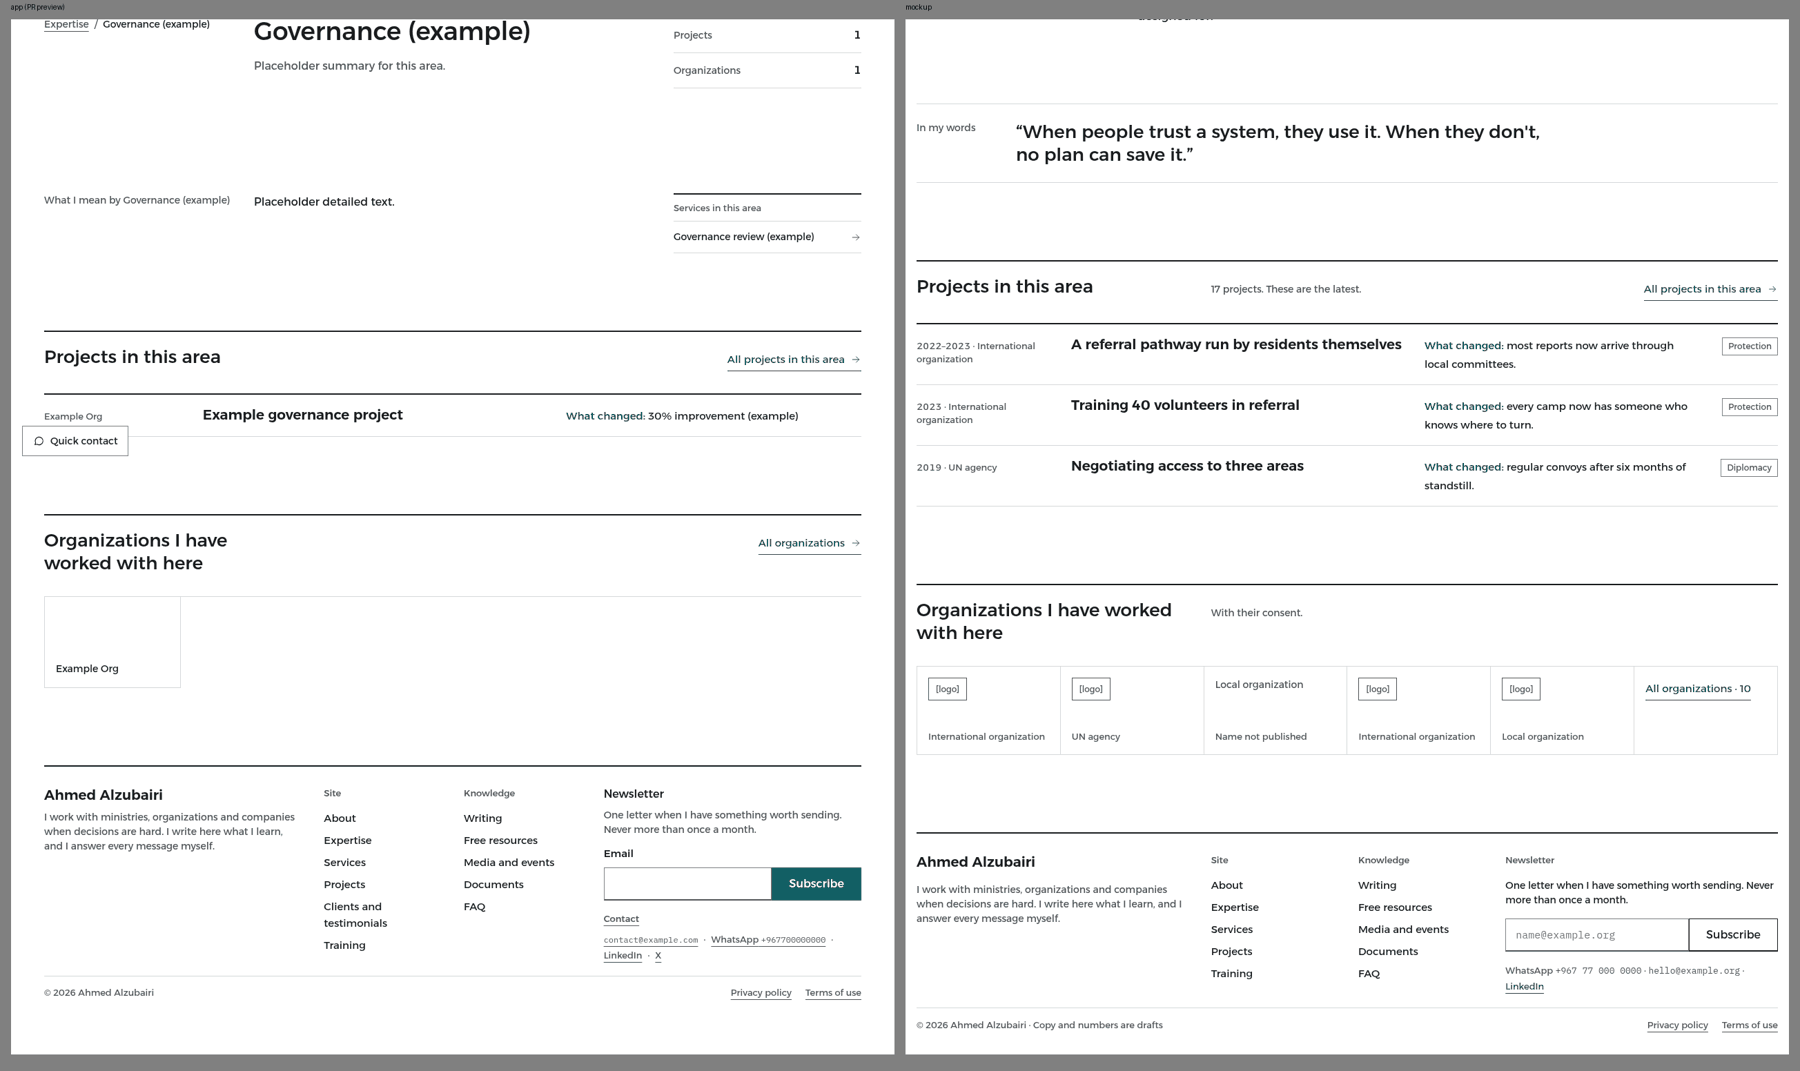 app (PR preview)
Expertise / Governance (example)
Governance (example)
Placeholder summary for this area.
Projects 1
Organizations 1
What I mean by Governance (example)
Placeholder detailed text.
Services in this area
Governance review (example) →
Projects in this area
All projects in this area →
Example Org
Example governance project
What changed: 30% improvement (example)
Quick contact
Organizations I have
worked with here
All organizations →
Example Org
Ahmed Alzubairi
I work with ministries, organizations and companies
when decisions are hard. I write here what I learn,
and I answer every message myself.
Site
About
Expertise
Services
Projects
Clients and
testimonials
Training
Knowledge
Writing
Free resources
Media and events
Documents
FAQ
Newsletter
One letter when I have something worth sending.
Never more than once a month.
Email
Subscribe
Contact
contact@example.com · WhatsApp +967700000000 ·
LinkedIn · X
© 2026 Ahmed Alzubairi
Privacy policy Terms of use
mockup
In my words
“When people trust a system, they use it. When they don't,
no plan can save it.”
Projects in this area
17 projects. These are the latest.
All projects in this area →
2022–2023 · International
organization
A referral pathway run by residents themselves
What changed: most reports now arrive through
local committees.
Protection
2023 · International
organization
Training 40 volunteers in referral
What changed: every camp now has someone who
knows where to turn.
Protection
2019 · UN agency
Negotiating access to three areas
What changed: regular convoys after six months of
standstill.
Diplomacy
Organizations I have worked
with here
With their consent.
[logo]
International organization
[logo]
UN agency
Local organization
Name not published
[logo]
International organization
[logo]
Local organization
All organizations · 10
Ahmed Alzubairi
I work with ministries, organizations and companies
when decisions are hard. I write here what I learn, and I
answer every message myself.
Site
About
Expertise
Services
Projects
Training
Knowledge
Writing
Free resources
Media and events
Documents
FAQ
Newsletter
One letter when I have something worth sending. Never
more than once a month.
name@example.org
Subscribe
WhatsApp +967 77 000 0000 · hello@example.org ·
LinkedIn
© 2026 Ahmed Alzubairi · Copy and numbers are drafts
Privacy policy Terms of use